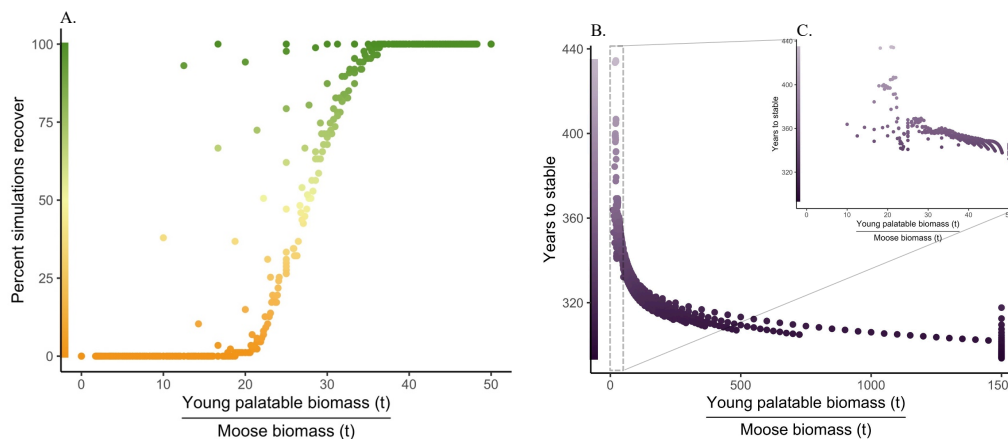 A.
Percent simulations recover
100
75
50
25
0
0 10 20 30 40 50
Young palatable biomass (t)
Moose biomass (t)
B.
Years to stable
440
400
360
320
0 500 1000 150
Young palatable biomass (t)
Moose biomass (t)
C.
Years to stable
400
360
320
0 10 20 30 40
Young palatable biomass (t)
Moose biomass (t)